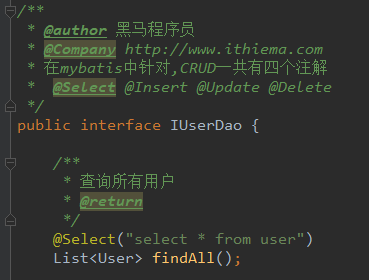 /**
* @author 黑马程序员
* @Company http://www.ithiema.com
* 在mybatis中针对,CRUD一共有四个注解
* @Select @Insert @Update @Delete
*/
public interface IUserDao {
/**
* 查询所有用户
* @return
*/
@Select("select * from user")
List<User> findAll();